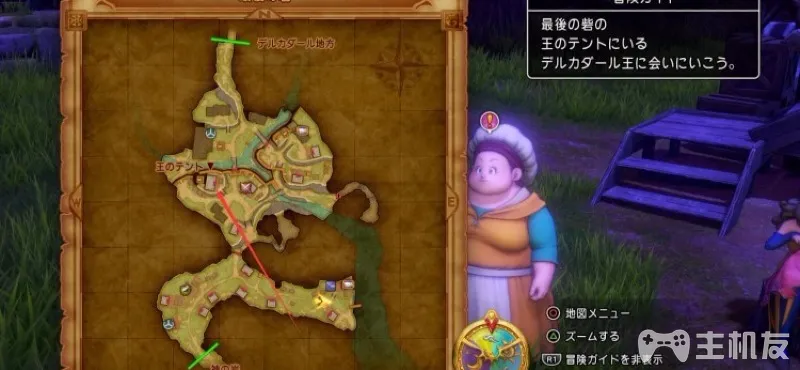 冒険ガイド
最後の砦の
王のテントにいる
デルカダール王に会いにいこう。
N
デルカダール地方
王のテント
W
E
地図メニュー
ズームする
R1 冒険ガイドを非表示
主机友